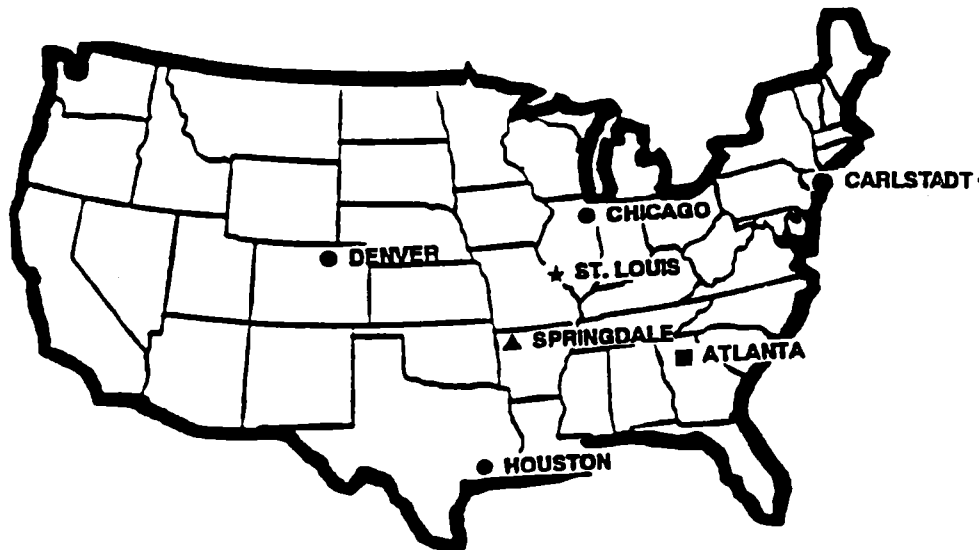 CARLSTADT
CHICAGO
DENVER
ST. LOUIS
SPRINGDALE
ATLANTA
HOUSTON